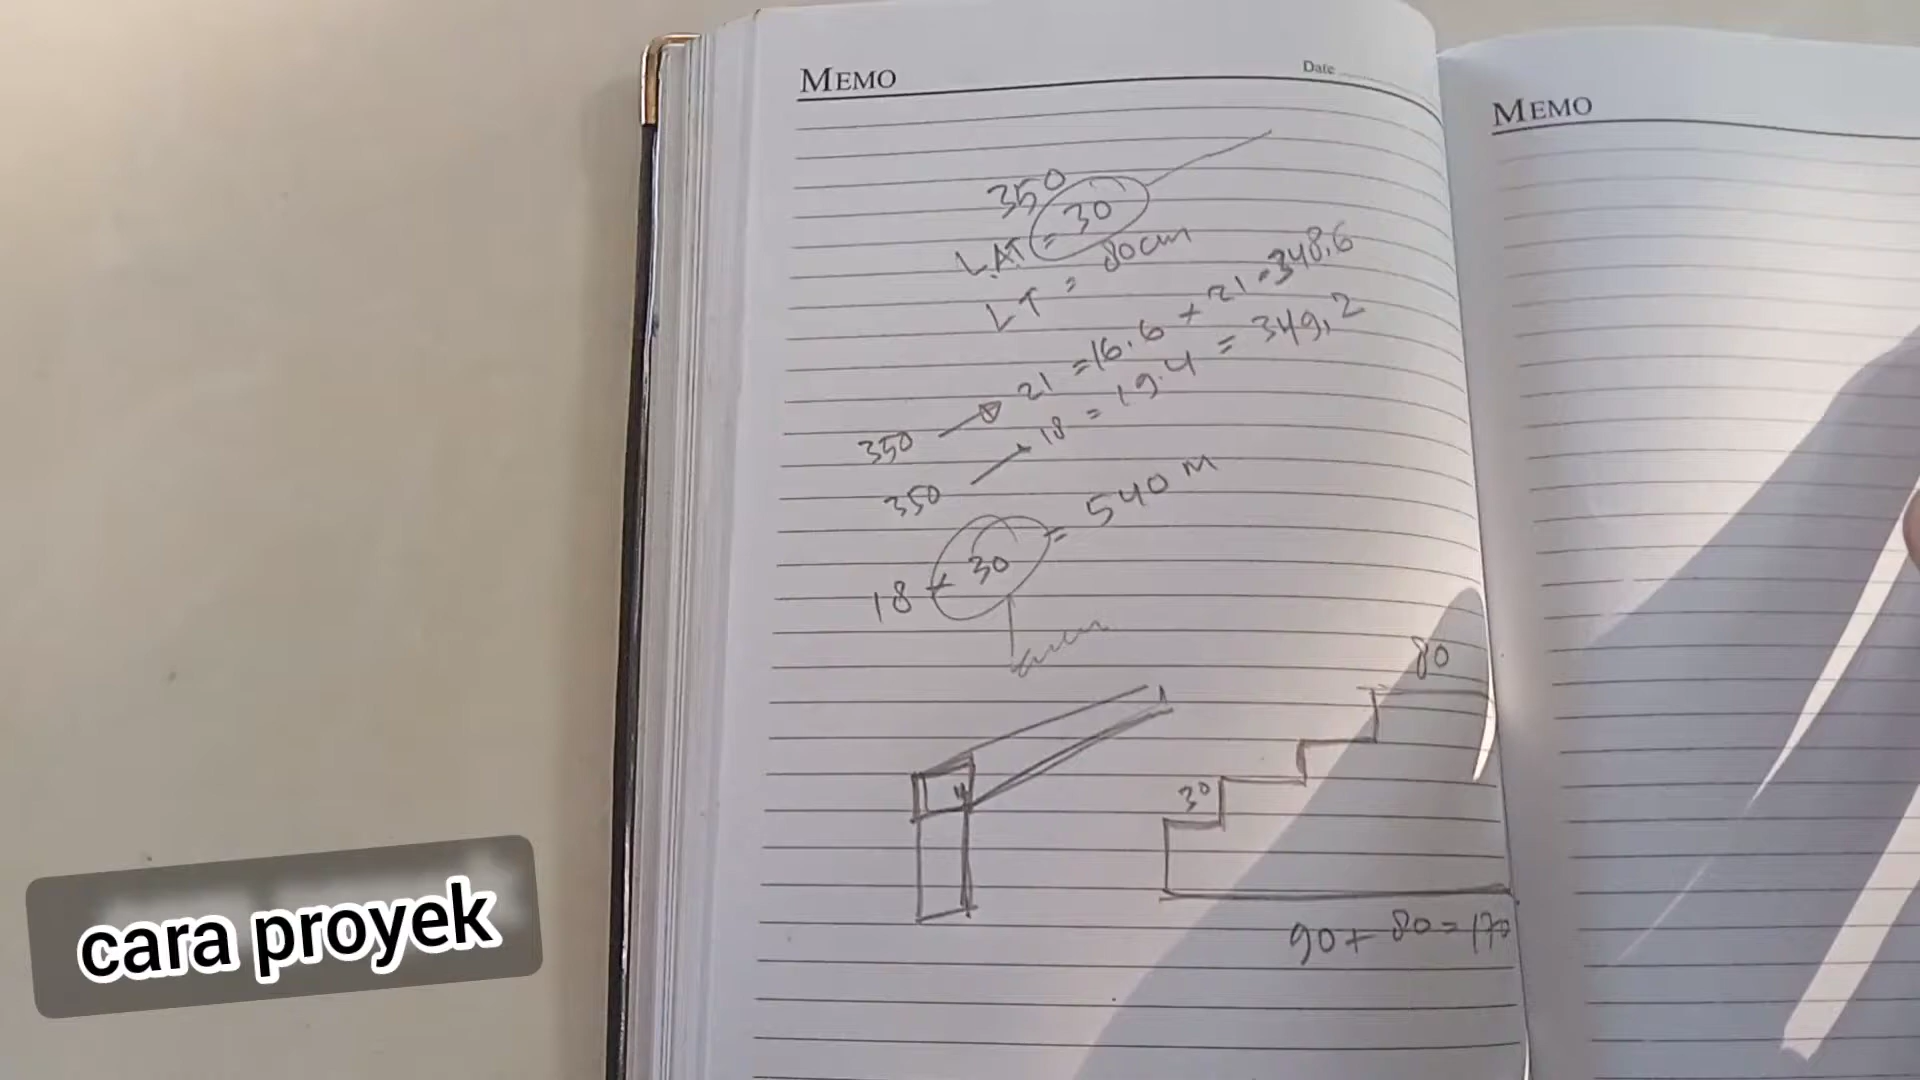 MEMO
Date
350
LAT = 30
LT = 80cm
350 → 21 = 16.6 + 21 = 348,6
350 → 18 = 19.4 = 349,2
18 + 30 = 540 M
80
30
90 + 80 = 170
MEMO
cara proyek